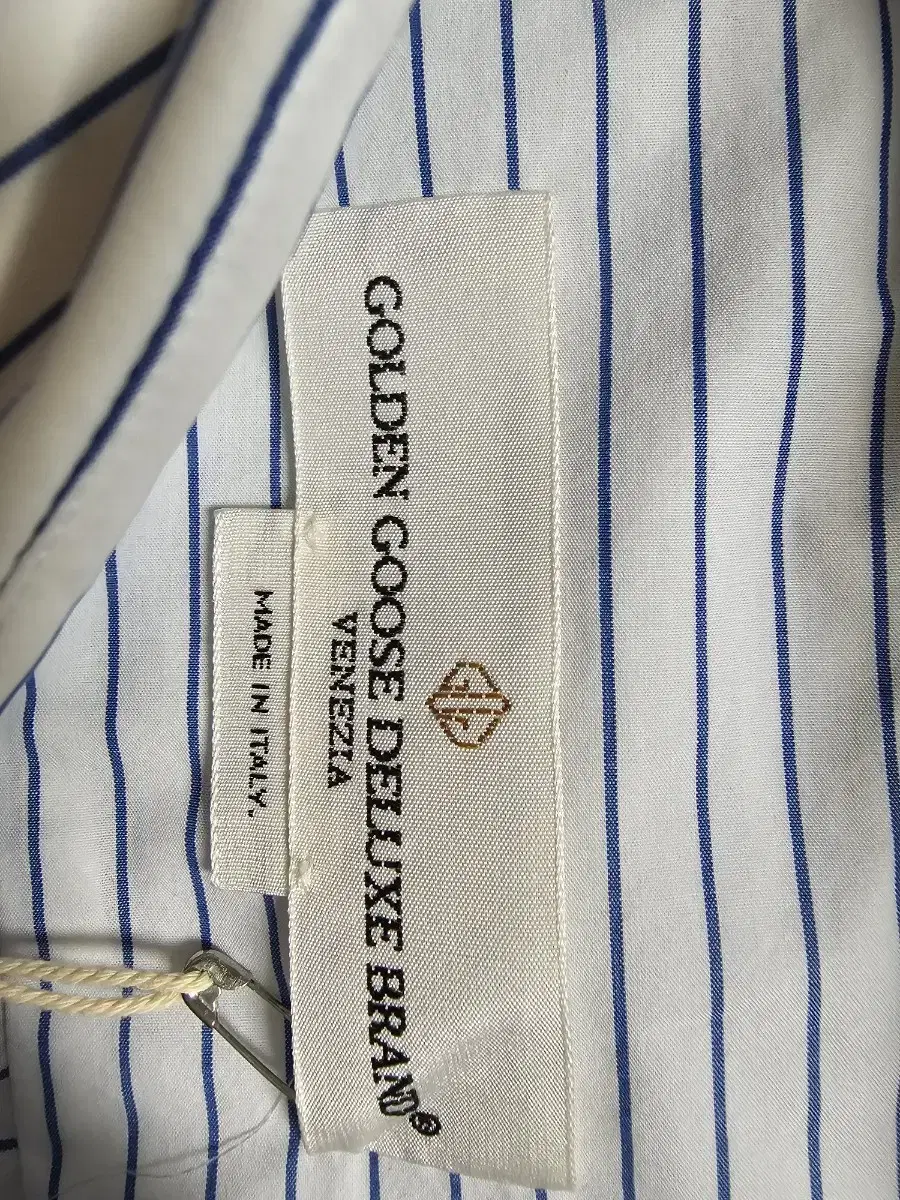 GOLDEN GOOSE DELUXE BRAND®
VENEZIA
MADE IN ITALY.